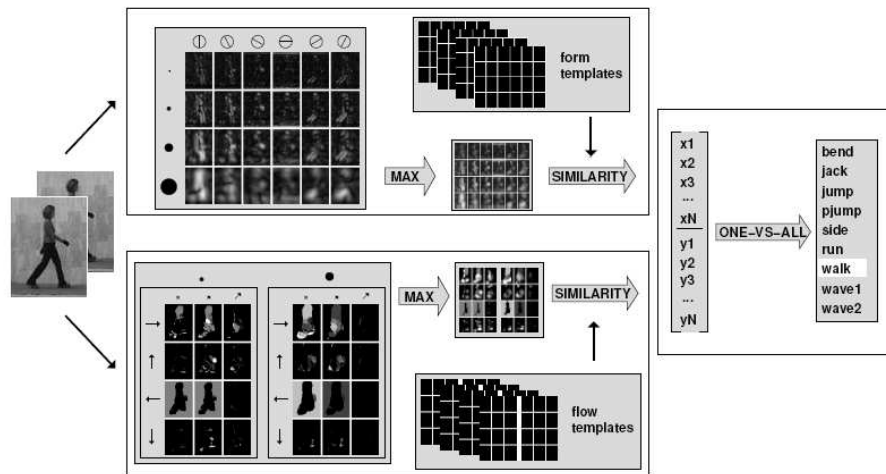 form
templates
MAX
SIMILARITY
MAX
SIMILARITY
flow
templates
x1
x2
x3
...
xN
y1
y2
y3
...
yN
ONE-VS-ALL
bend
jack
jump
pjump
side
run
walk
wave1
wave2